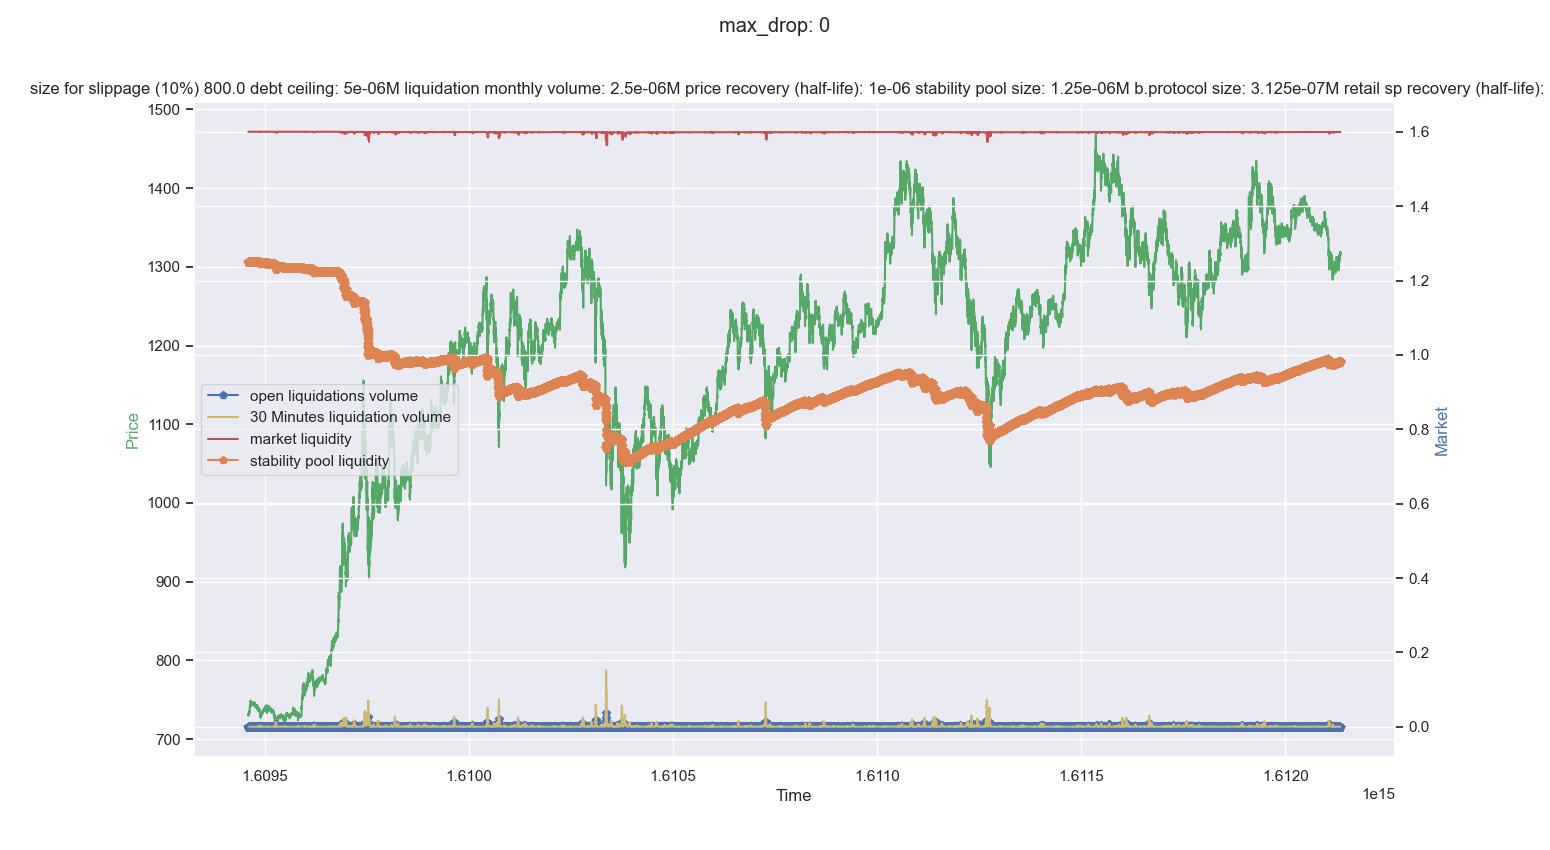 max_drop: 0
size for slippage (10%) 800.0 debt ceiling: 5e-06M liquidation monthly volume: 2.5e-06M price recovery (half-life): 1e-06 stability pool size: 1.25e-06M b.protocol size: 3.125e-07M retail sp recovery (half-life):
1500
1400
1300
1200
1100
1000
900
800
700
Price
open liquidations volume
30 Minutes liquidation volume
market liquidity
stability pool liquidity
1.6
1.4
1.2
1.0
0.8
0.6
0.4
0.2
0.0
Market
1.6095 1.6100 1.6105 1.6110 1.6115 1.6120
Time
1e15